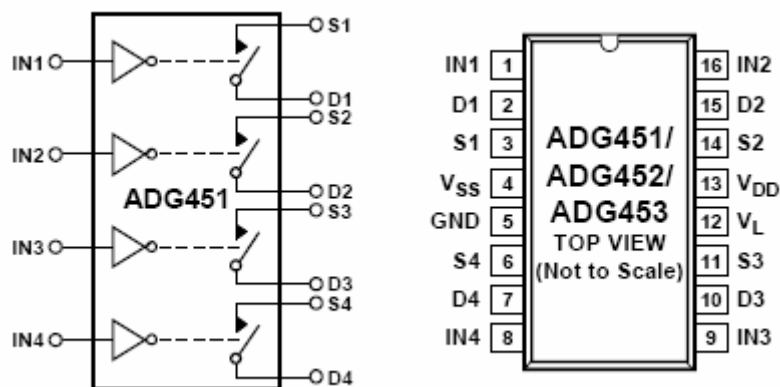 S1
IN1
D1
S2
IN2
D2
ADG451
S3
IN3
D3
S4
IN4
D4
IN1 1 16 IN2
D1 2 15 D2
S1 3 14 S2
VSS 4 13 VDD
GND 5 12 VL
S4 6 11 S3
D4 7 10 D3
IN4 8 9 IN3
ADG451/
ADG452/
ADG453
TOP VIEW
(Not to Scale)